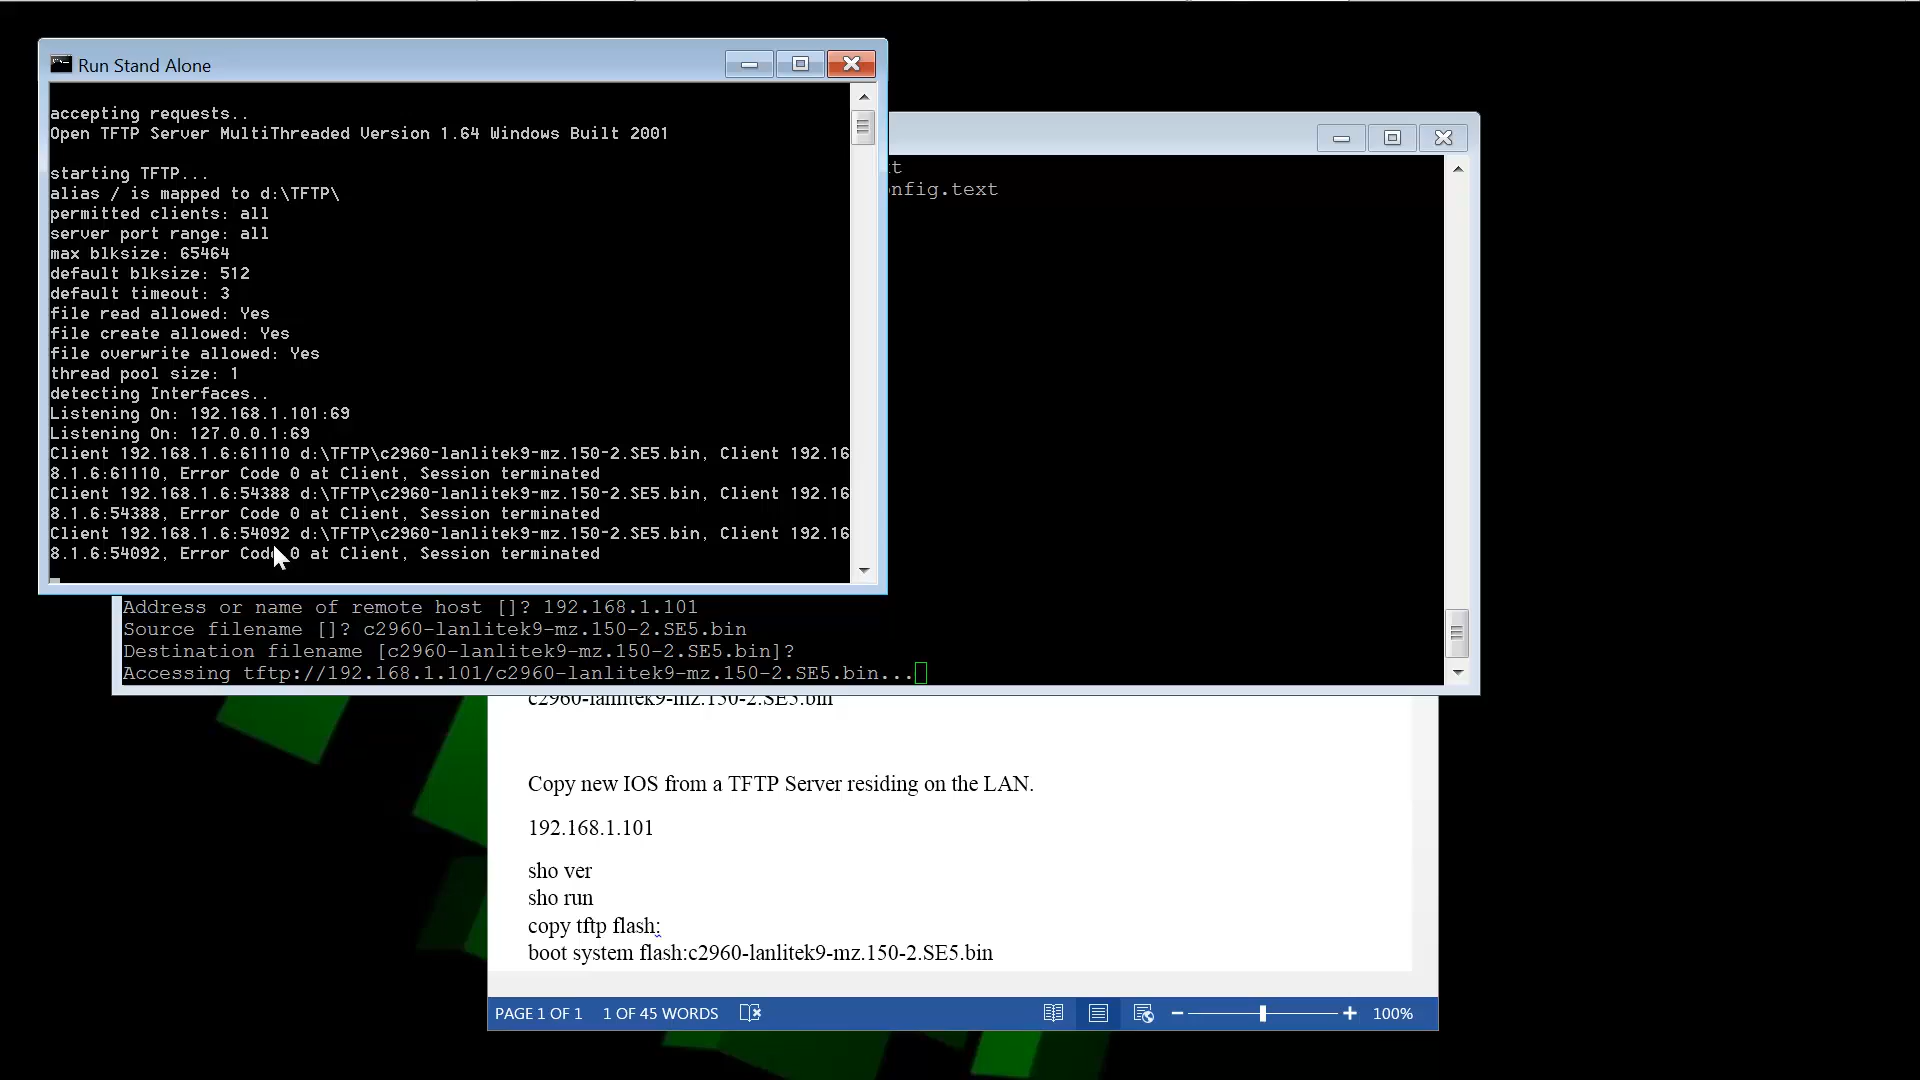 Run Stand Alone
accepting requests..
Open TFTP Server MultiThreaded Version 1.64 Windows Built 2001
starting TFTP...
alias / is mapped to d:\TFTP\
permitted clients: all
server port range: all
max blksize: 65464
default blksize: 512
default timeout: 3
file read allowed: Yes
file create allowed: Yes
file overwrite allowed: Yes
thread pool size: 1
detecting Interfaces..
Listening On: 192.168.1.101:69
Listening On: 127.0.0.1:69
Client 192.168.1.6:61110 d:\TFTP\c2960-lanlitek9-mz.150-2.SE5.bin, Client 192.16
8.1.6:61110, Error Code 0 at Client, Session terminated
Client 192.168.1.6:54388 d:\TFTP\c2960-lanlitek9-mz.150-2.SE5.bin, Client 192.16
8.1.6:54388, Error Code 0 at Client, Session terminated
Client 192.168.1.6:54092 d:\TFTP\c2960-lanlitek9-mz.150-2.SE5.bin, Client 192.16
8.1.6:54092, Error Code 0 at Client, Session terminated
nfig.text
Address or name of remote host []? 192.168.1.101
Source filename []? c2960-lanlitek9-mz.150-2.SE5.bin
Destination filename [c2960-lanlitek9-mz.150-2.SE5.bin]?
Accessing tftp://192.168.1.101/c2960-lanlitek9-mz.150-2.SE5.bin...
c2960-lanlitek9-mz.150-2.SE5.bin
Copy new IOS from a TFTP Server residing on the LAN.
192.168.1.101
sho ver
sho run
copy tftp flash:
boot system flash:c2960-lanlitek9-mz.150-2.SE5.bin
PAGE 1 OF 1 1 OF 45 WORDS 100%